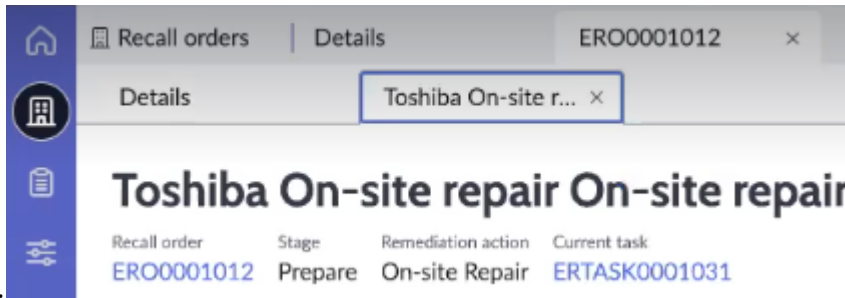 Recall orders | Details ERO0001012 ×
Details Toshiba On-site r... ×
Toshiba On-site repair On-site repair
Recall order Stage Remediation action Current task
ERO0001012 Prepare On-site Repair ERTASK0001031